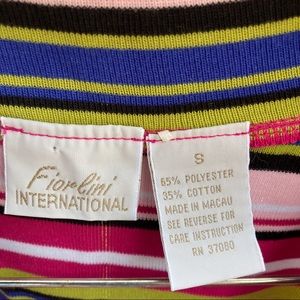 Fiorlini
INTERNATIONAL
S
65% POLYESTER
35% COTTON
MADE IN MACAU
SEE REVERSE FOR
CARE INSTRUCTION
RN 37080